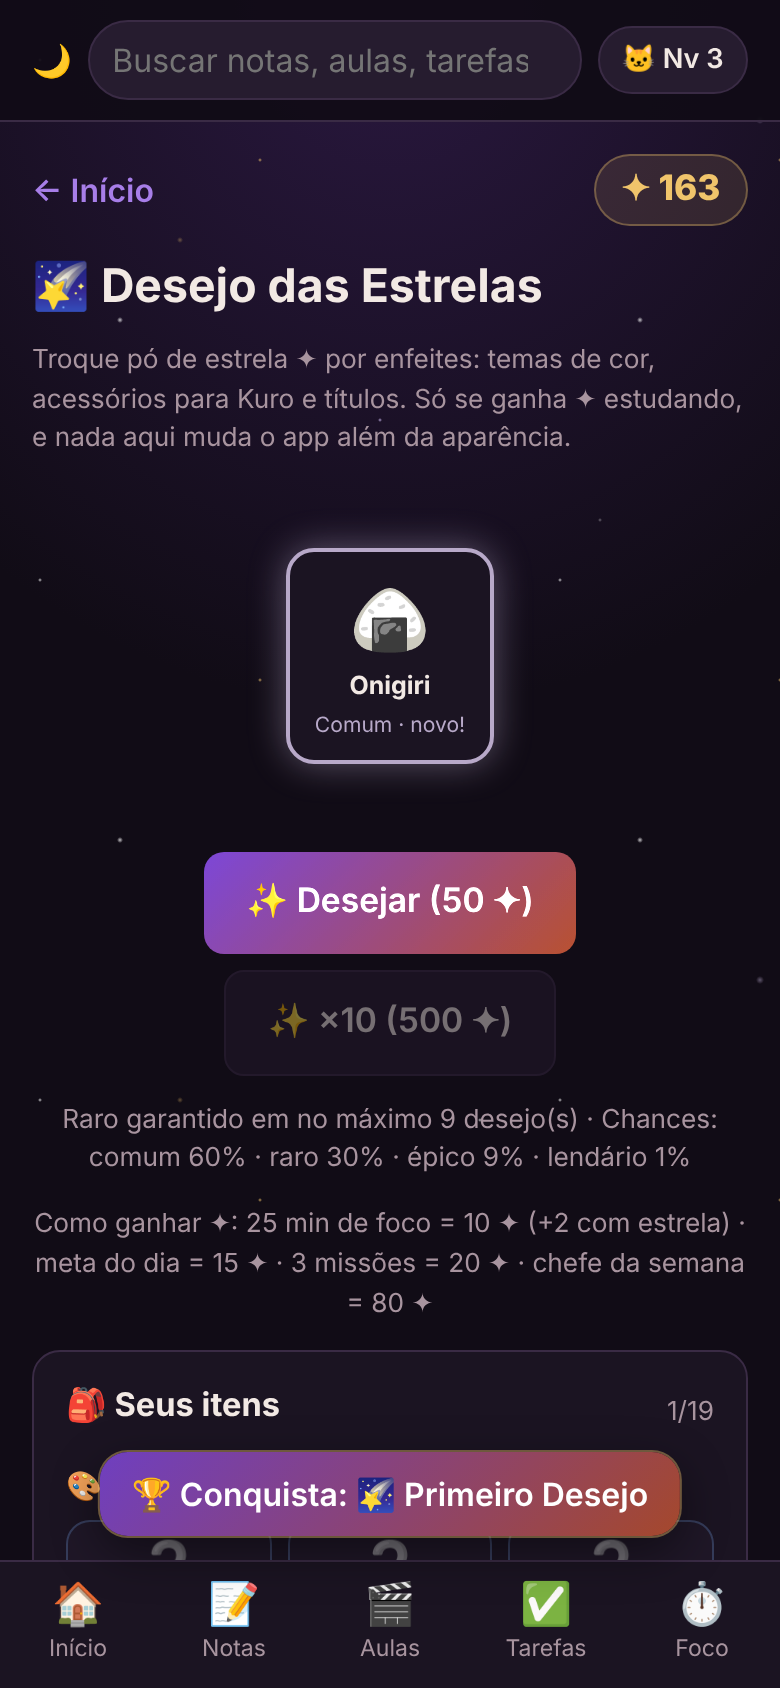 Buscar notas, aulas, tarefas
Nv 3
← Início
✦ 163
Desejo das Estrelas
Troque pó de estrela ✦ por enfeites: temas de cor,
acessórios para Kuro e títulos. Só se ganha ✦ estudando,
e nada aqui muda o app além da aparência.
Onigiri
Comum · novo!
✨ Desejar (50 ✦)
✨ ×10 (500 ✦)
Raro garantido em no máximo 9 desejo(s) · Chances:
comum 60% · raro 30% · épico 9% · lendário 1%
Como ganhar ✦: 25 min de foco = 10 ✦ (+2 com estrela) ·
meta do dia = 15 ✦ · 3 missões = 20 ✦ · chefe da semana
= 80 ✦
Seus itens
1/19
🏆 Conquista: 🌠 Primeiro Desejo
? ? ?
Início
Notas
Aulas
Tarefas
Foco